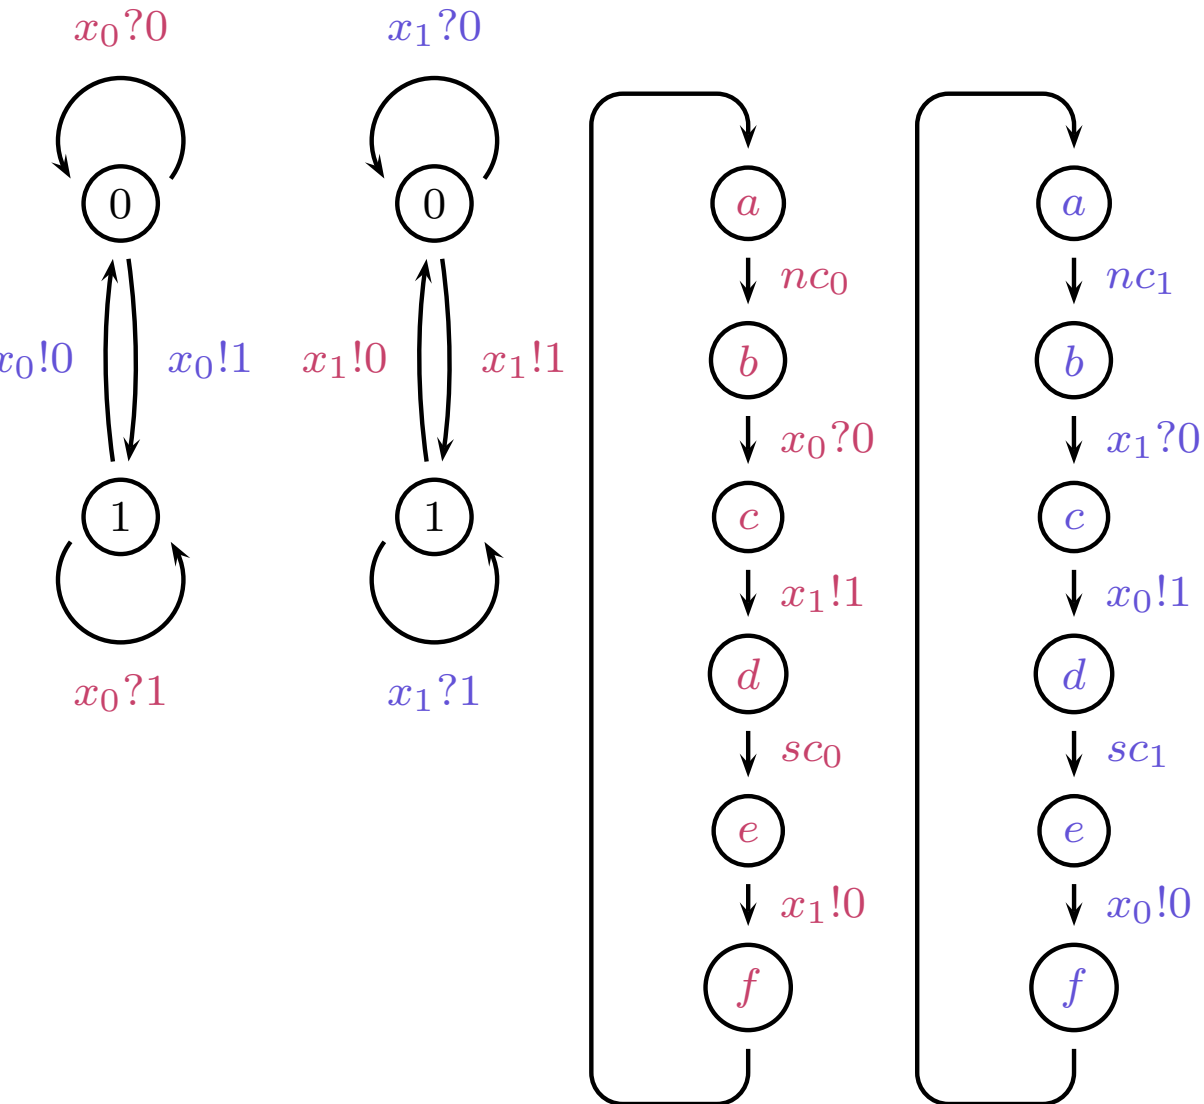 x₀?0 x₁?0
0 0 a a
nc₀ nc₁
x₀!0 x₀!1 x₁!0 x₁!1 b b
x₀?0 x₁?0
1 1 c c
x₁!1 x₀!1
x₀?1 x₁?1 d d
sc₀ sc₁
e e
x₁!0 x₀!0
f f